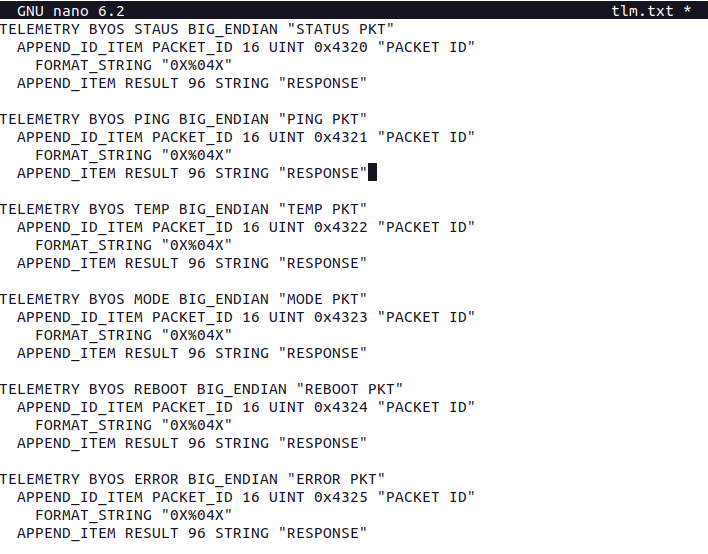 GNU nano 6.2 tlm.txt *
TELEMETRY BYOS STAUS BIG_ENDIAN "STATUS PKT"
APPEND_ID_ITEM PACKET_ID 16 UINT 0x4320 "PACKET ID"
FORMAT_STRING "0X%04X"
APPEND_ITEM RESULT 96 STRING "RESPONSE"
TELEMETRY BYOS PING BIG_ENDIAN "PING PKT"
APPEND_ID_ITEM PACKET_ID 16 UINT 0x4321 "PACKET ID"
FORMAT_STRING "0X%04X"
APPEND_ITEM RESULT 96 STRING "RESPONSE"
TELEMETRY BYOS TEMP BIG_ENDIAN "TEMP PKT"
APPEND_ID_ITEM PACKET_ID 16 UINT 0x4322 "PACKET ID"
FORMAT_STRING "0X%04X"
APPEND_ITEM RESULT 96 STRING "RESPONSE"
TELEMETRY BYOS MODE BIG_ENDIAN "MODE PKT"
APPEND_ID_ITEM PACKET_ID 16 UINT 0x4323 "PACKET ID"
FORMAT_STRING "0X%04X"
APPEND_ITEM RESULT 96 STRING "RESPONSE"
TELEMETRY BYOS REBOOT BIG_ENDIAN "REBOOT PKT"
APPEND_ID_ITEM PACKET_ID 16 UINT 0x4324 "PACKET ID"
FORMAT_STRING "0X%04X"
APPEND_ITEM RESULT 96 STRING "RESPONSE"
TELEMETRY BYOS ERROR BIG_ENDIAN "ERROR PKT"
APPEND_ID_ITEM PACKET_ID 16 UINT 0x4325 "PACKET ID"
FORMAT_STRING "0X%04X"
APPEND_ITEM RESULT 96 STRING "RESPONSE"